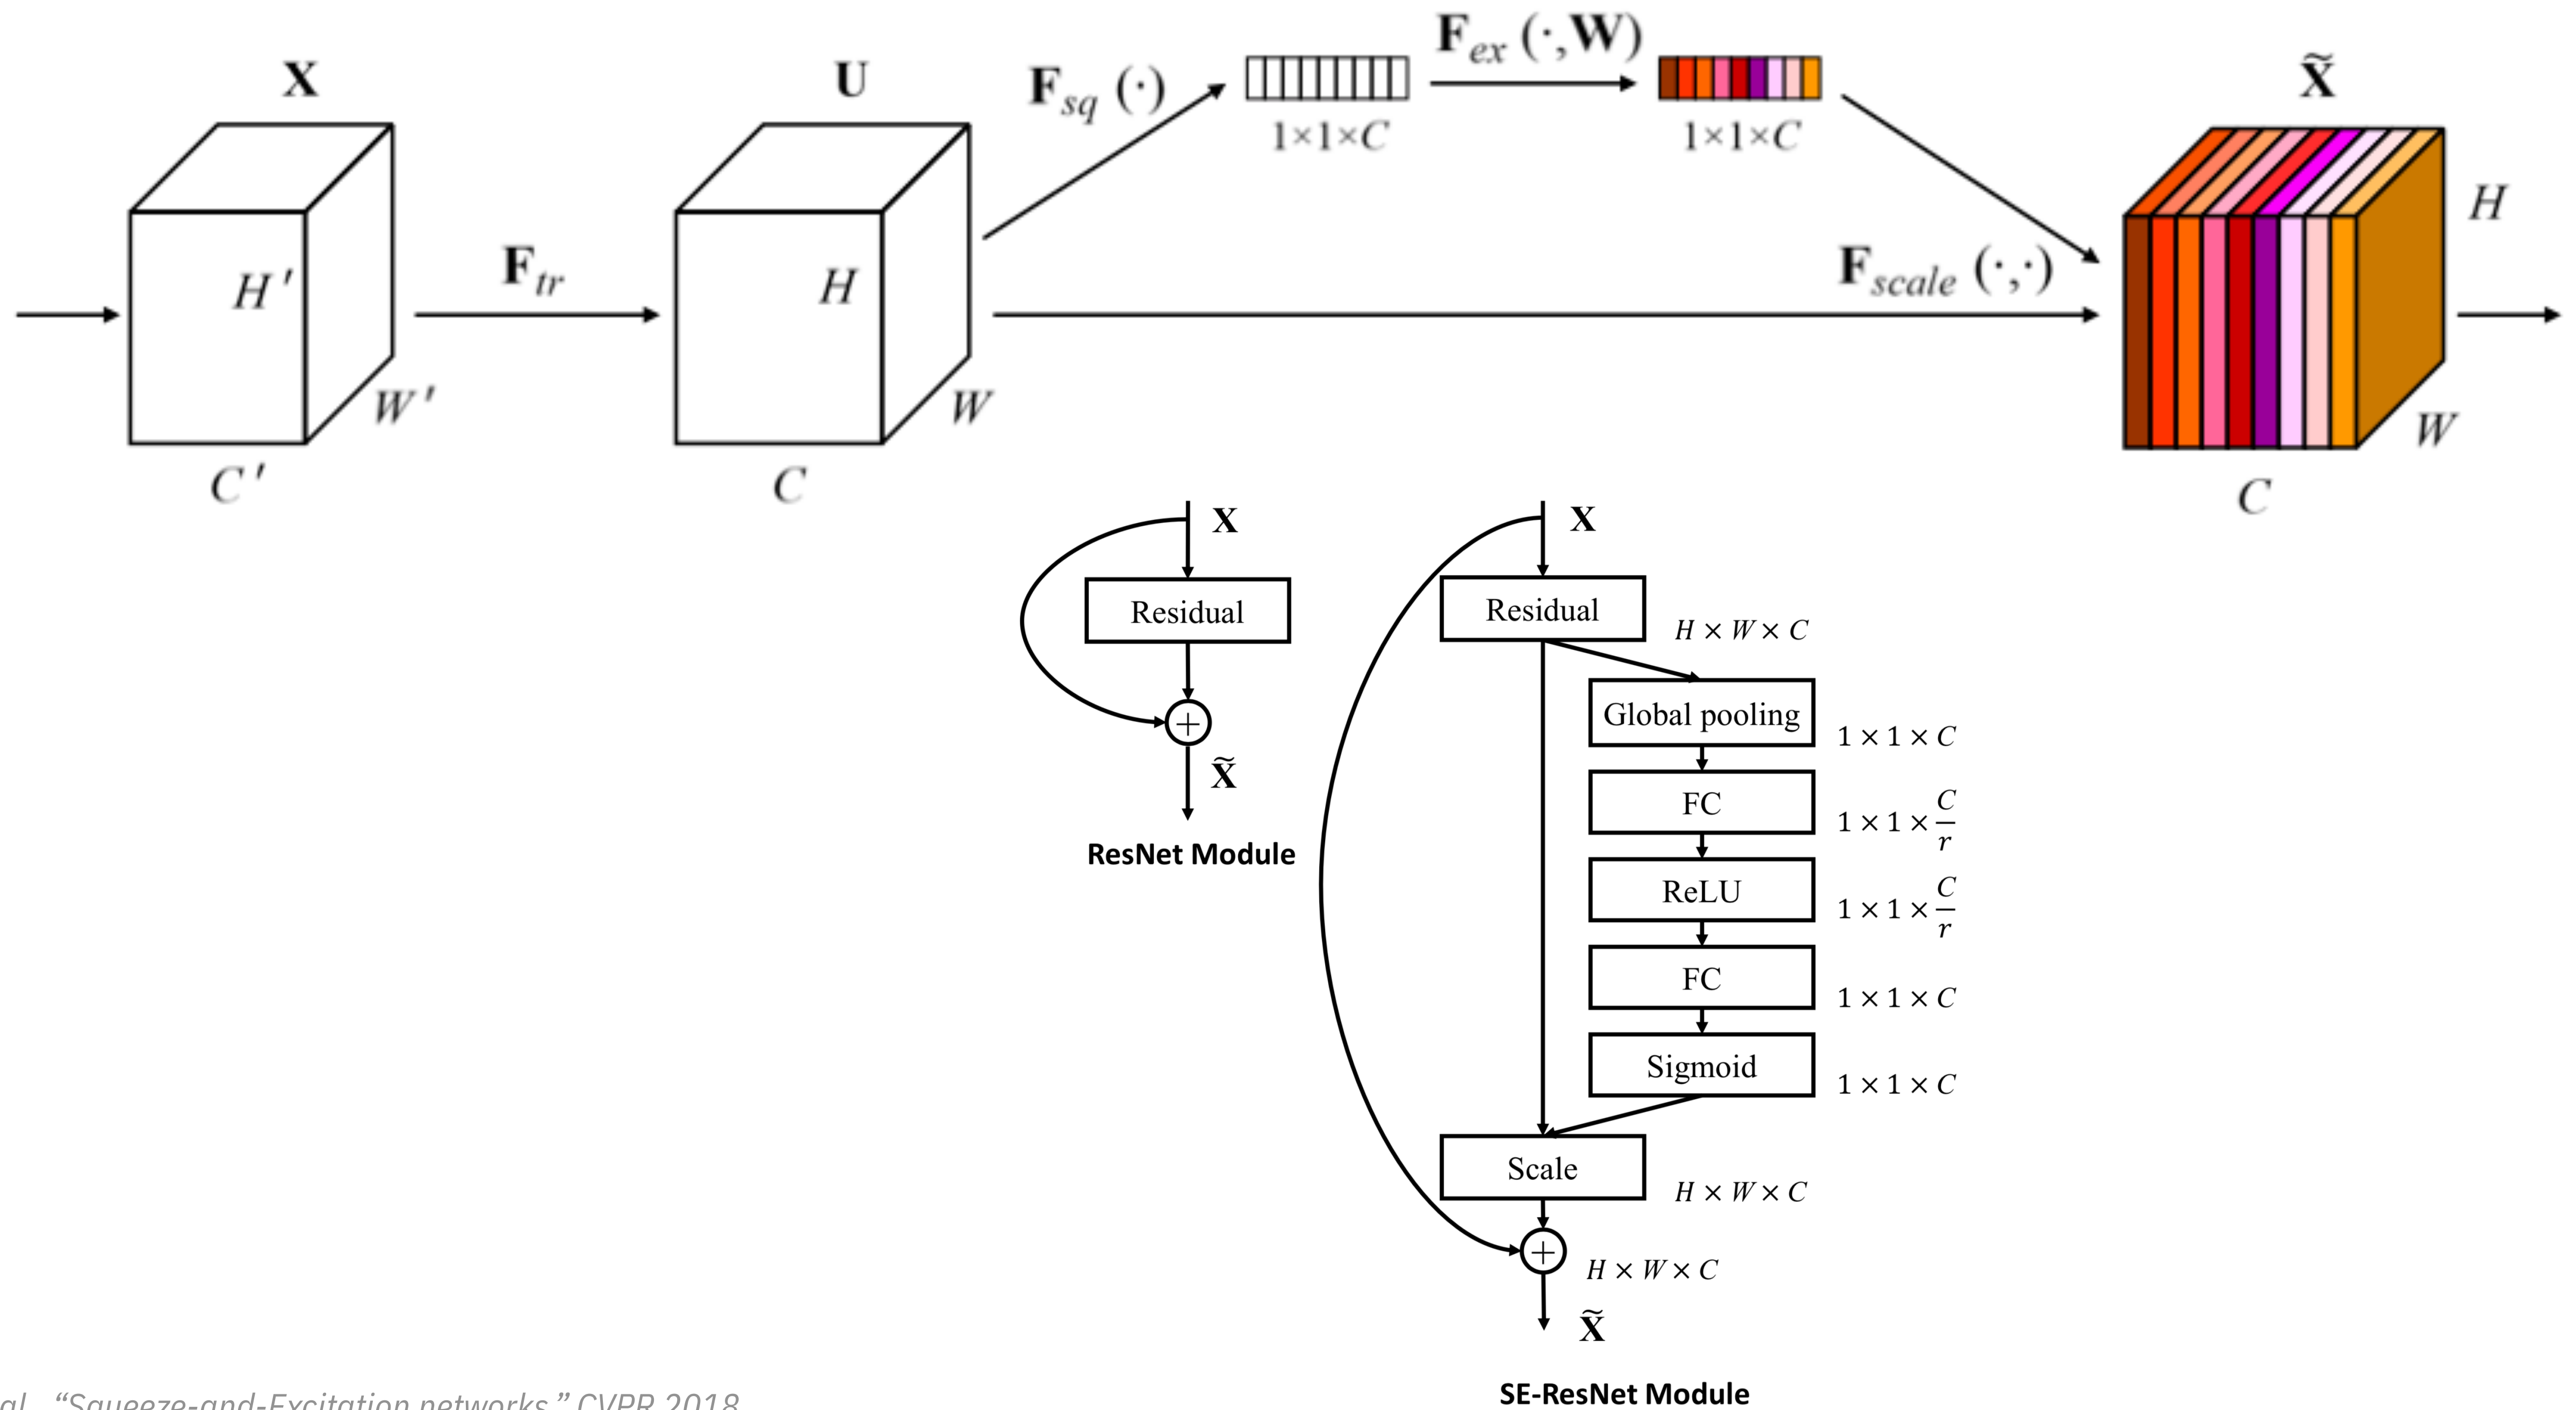 X
U
F_sq (·)
F_ex (·,W)
1×1×C
1×1×C
X̃
H′
F_tr
H
F_scale (·,·)
H
W′
W
W
C′
C
C
X
Residual
+
X̃
ResNet Module
X
Residual
H × W × C
Global pooling
1 × 1 × C
FC
1 × 1 × C/r
ReLU
1 × 1 × C/r
FC
1 × 1 × C
Sigmoid
1 × 1 × C
Scale
H × W × C
+
H × W × C
X̃
SE-ResNet Module
al., “Squeeze-and-Excitation networks,” CVPR 2018